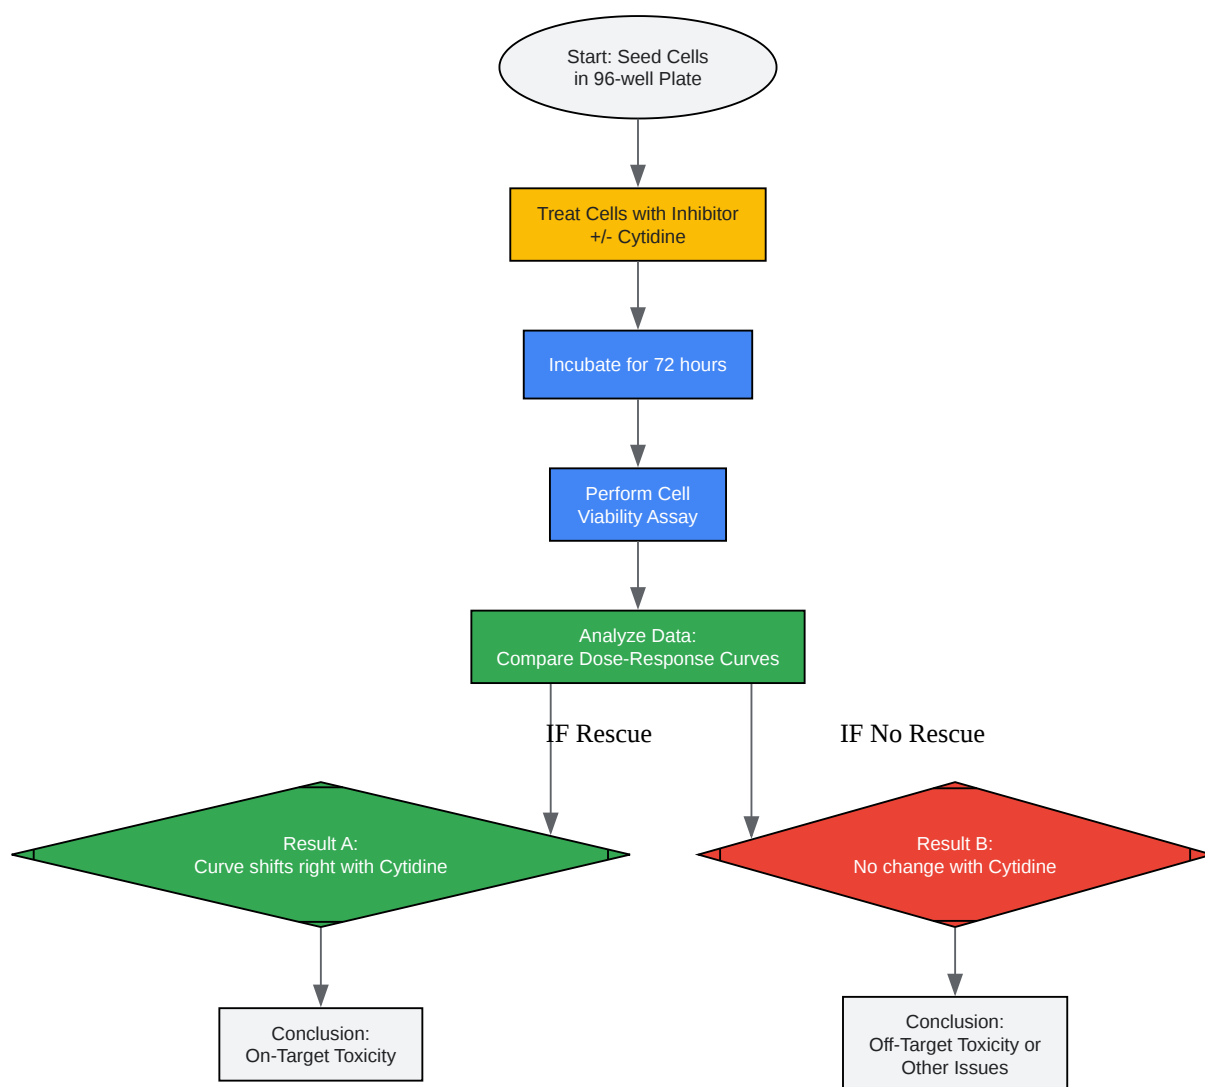 Start: Seed Cells
in 96-well Plate
Treat Cells with Inhibitor
+/- Cytidine
Incubate for 72 hours
Perform Cell
Viability Assay
Analyze Data:
Compare Dose-Response Curves
IF Rescue
IF No Rescue
Result A:
Curve shifts right with Cytidine
Result B:
No change with Cytidine
Conclusion:
On-Target Toxicity
Conclusion:
Off-Target Toxicity or
Other Issues